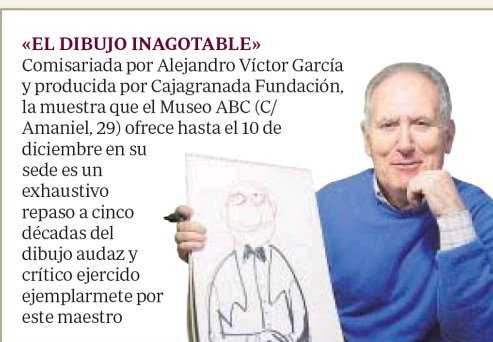 «EL DIBUJO INAGOTABLE»
Comisariada por Alejandro Víctor García
y producida por Cajagranada Fundación,
la muestra que el Museo ABC (C/
Amaniel, 29) ofrece hasta el 10 de
diciembre en su
sede es un
exhaustivo
repaso a cinco
décadas del
dibujo audaz y
crítico ejercido
ejemplarmete por
este maestro